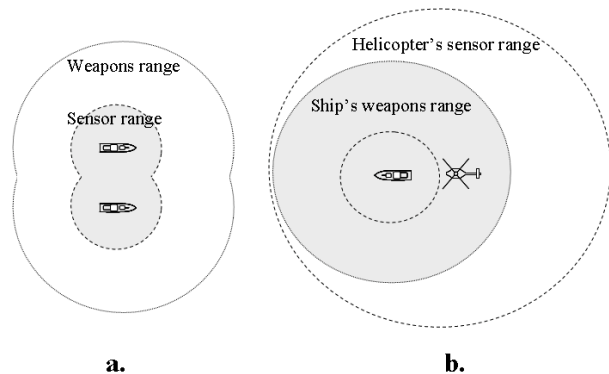 Weapons range
Sensor range
a.
Helicopter's sensor range
Ship's weapons range
b.